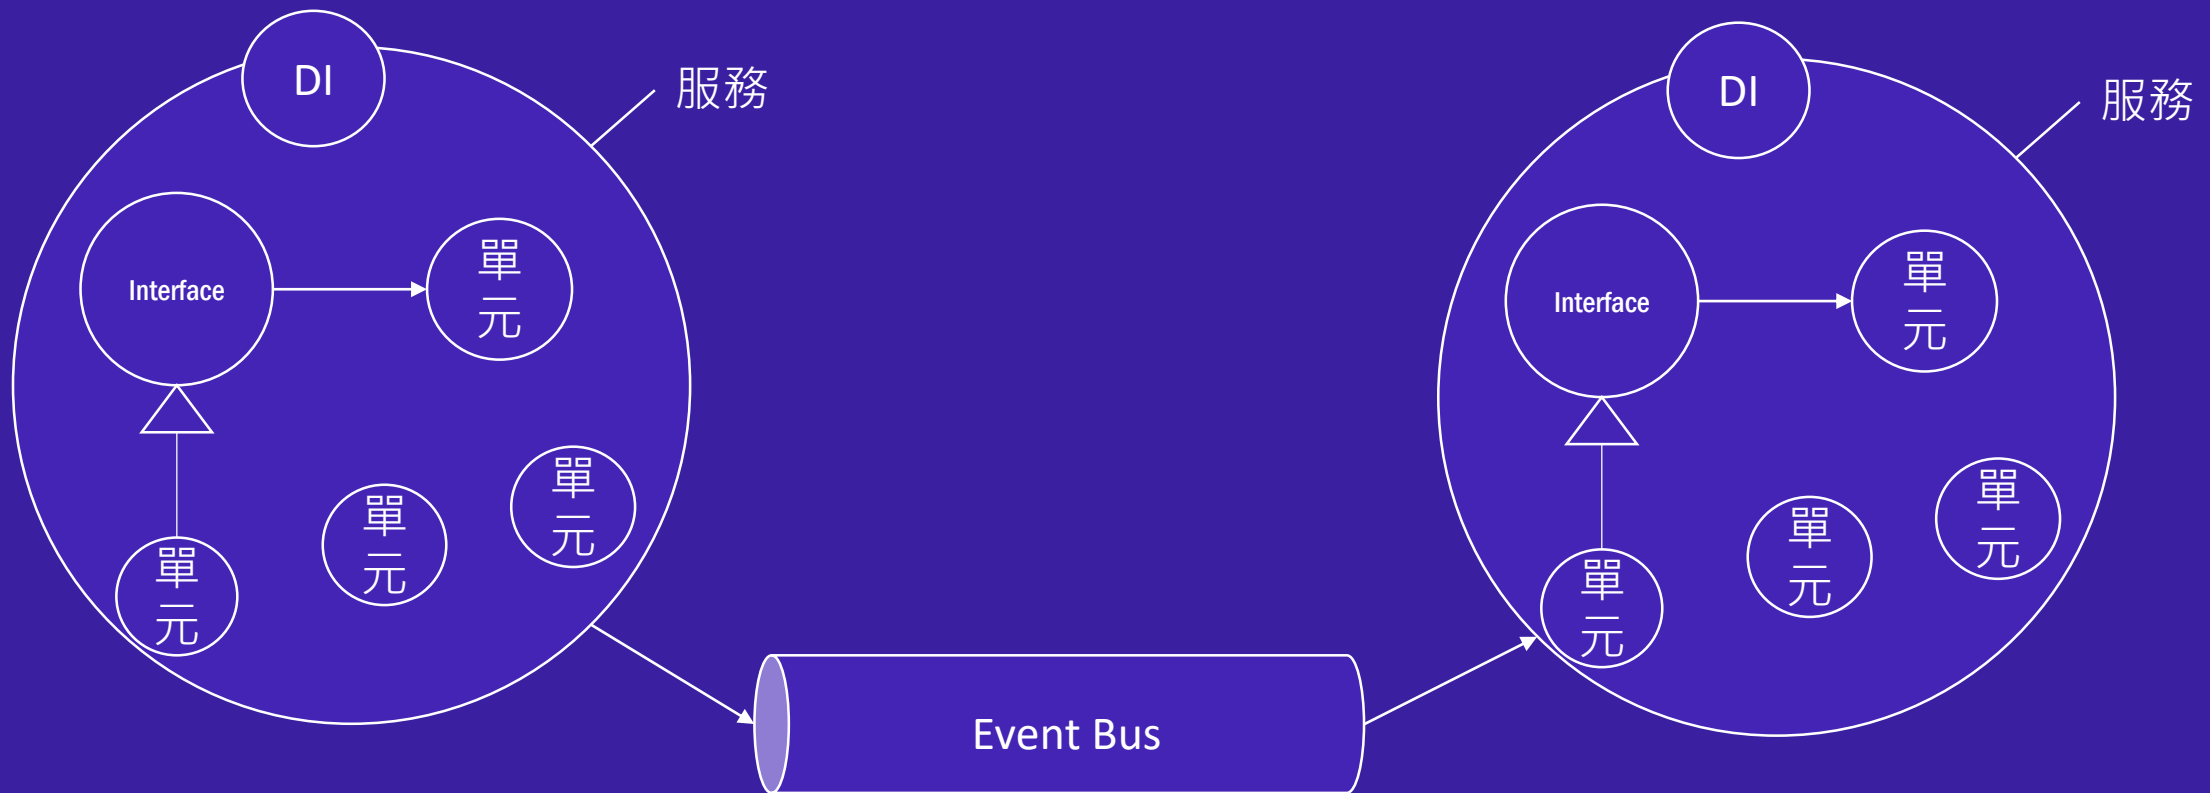 DI
服務
Interface
單
元
單
元
單
元
單
元
DI
服務
Interface
單
元
單
元
單
元
單
元
Event Bus